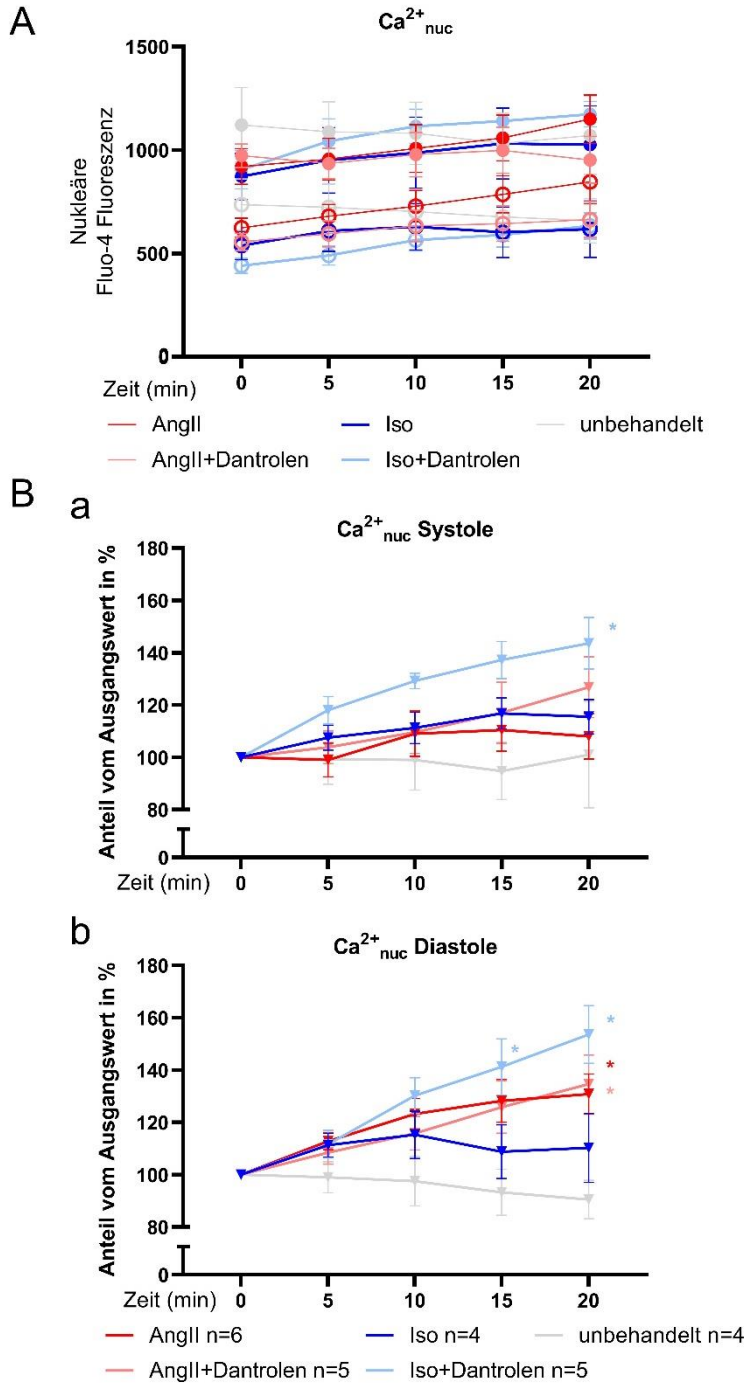 A
Ca²⁺nuc
Nukleäre
Fluo-4 Fluoreszenz
1500
1000
500
0
0 5 10 15 20
Zeit (min)
AngII Iso unbehandelt
AngII+Dantrolen Iso+Dantrolen
B
a
Ca²⁺nuc Systole
Anteil vom Ausgangswert in %
180
160
140
120
100
80
0
*
Zeit (min) 0 5 10 15 20
b
Ca²⁺nuc Diastole
Anteil vom Ausgangswert in %
180
160
140
120
100
80
0
*
*
*
*
Zeit (min) 0 5 10 15 20
AngII n=6 Iso n=4 unbehandelt n=4
AngII+Dantrolen n=5 Iso+Dantrolen n=5